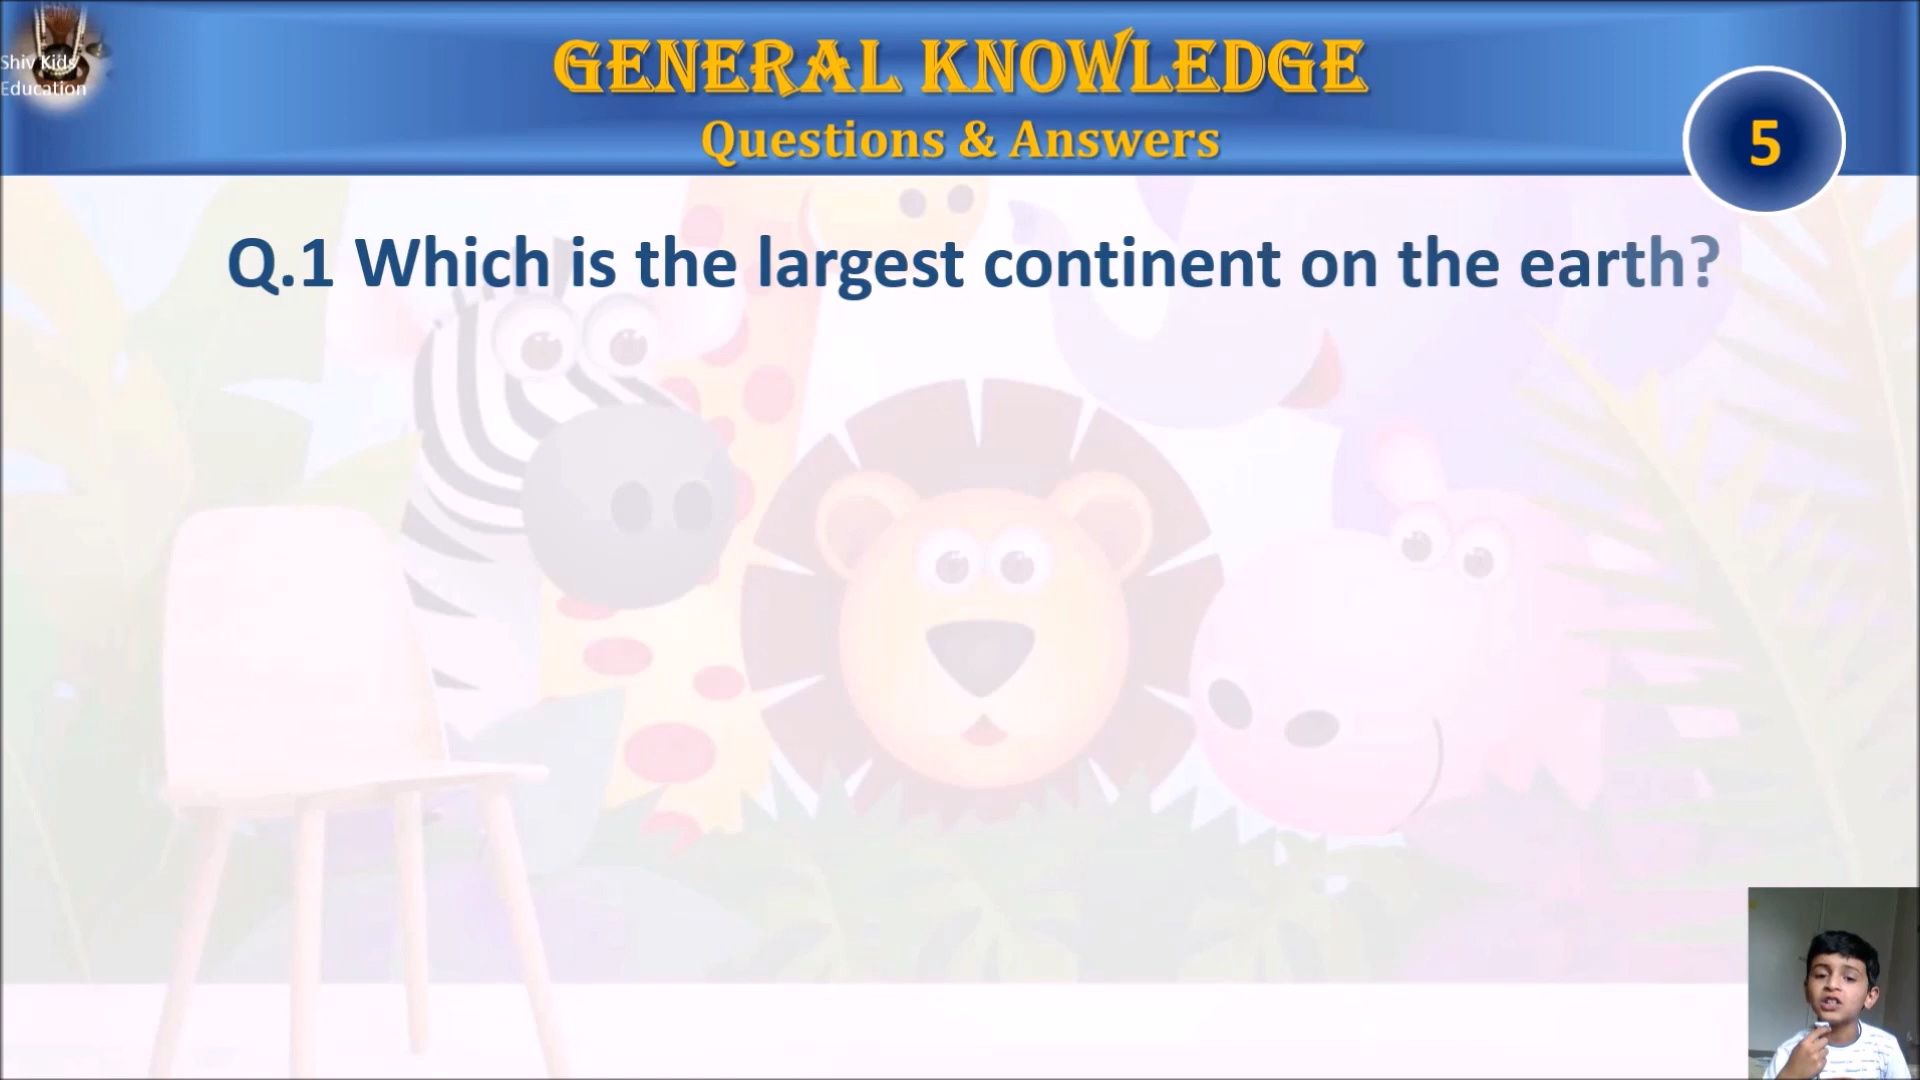 Shiv Kids
Education
GENERAL KNOWLEDGE
Questions & Answers
5
Q.1 Which is the largest continent on the earth?